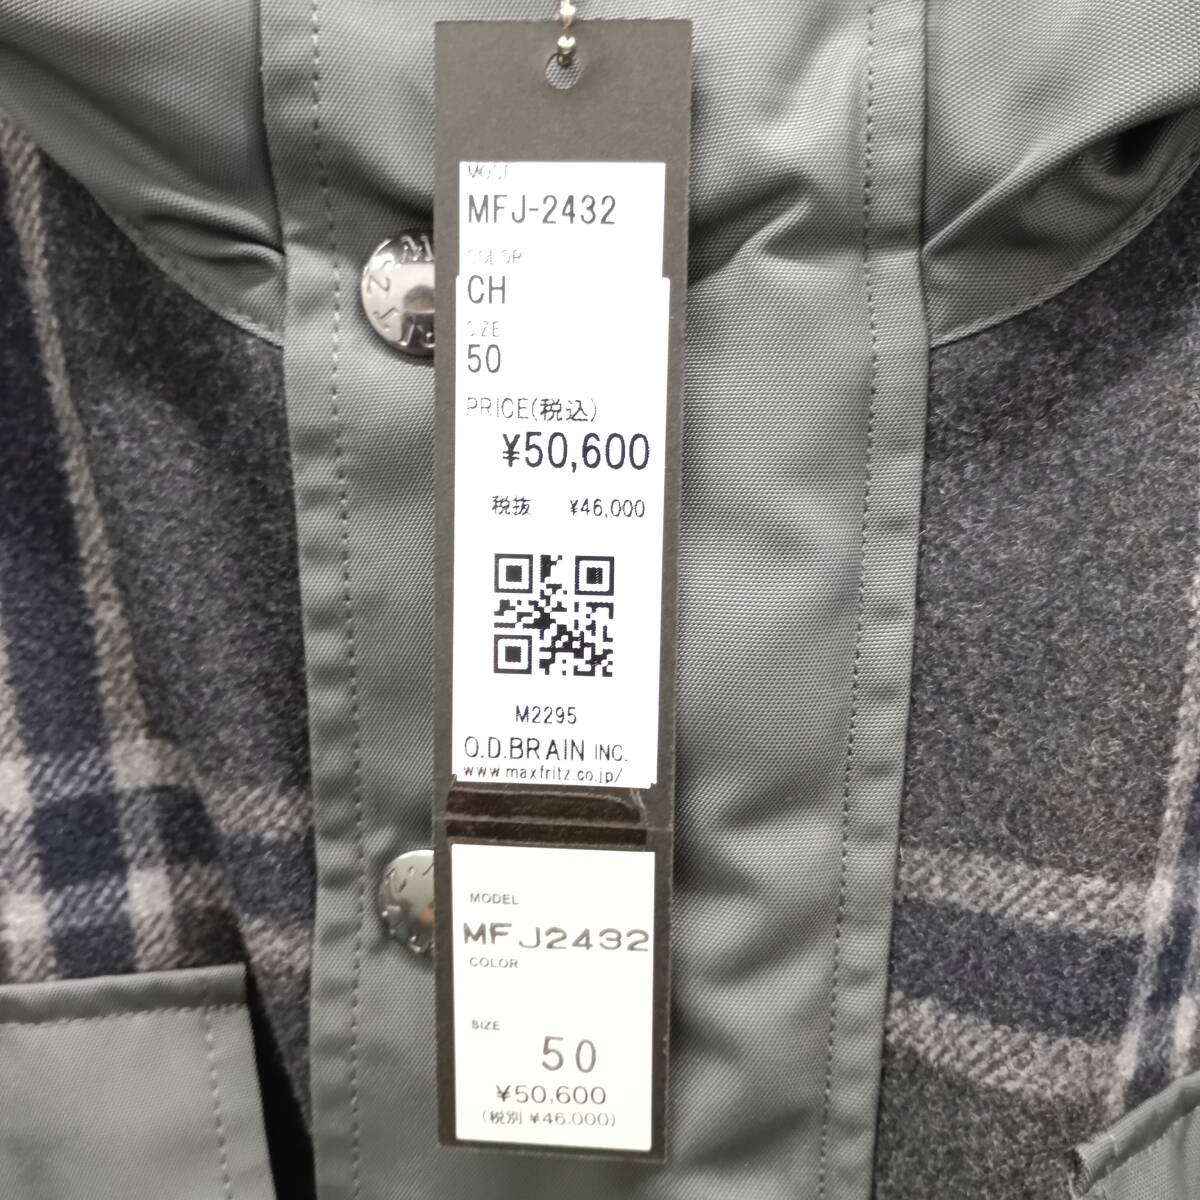 MODEL
MFJ-2432
COLOR
CH
SIZE
50
PRICE(税込)
¥50,600
税抜 ¥46,000
M2295
O.D.BRAIN INC.
www.maxfritz.co.jp/
MODEL
MFJ2432
COLOR
SIZE
50
¥50,600
(税別 ¥46,000)